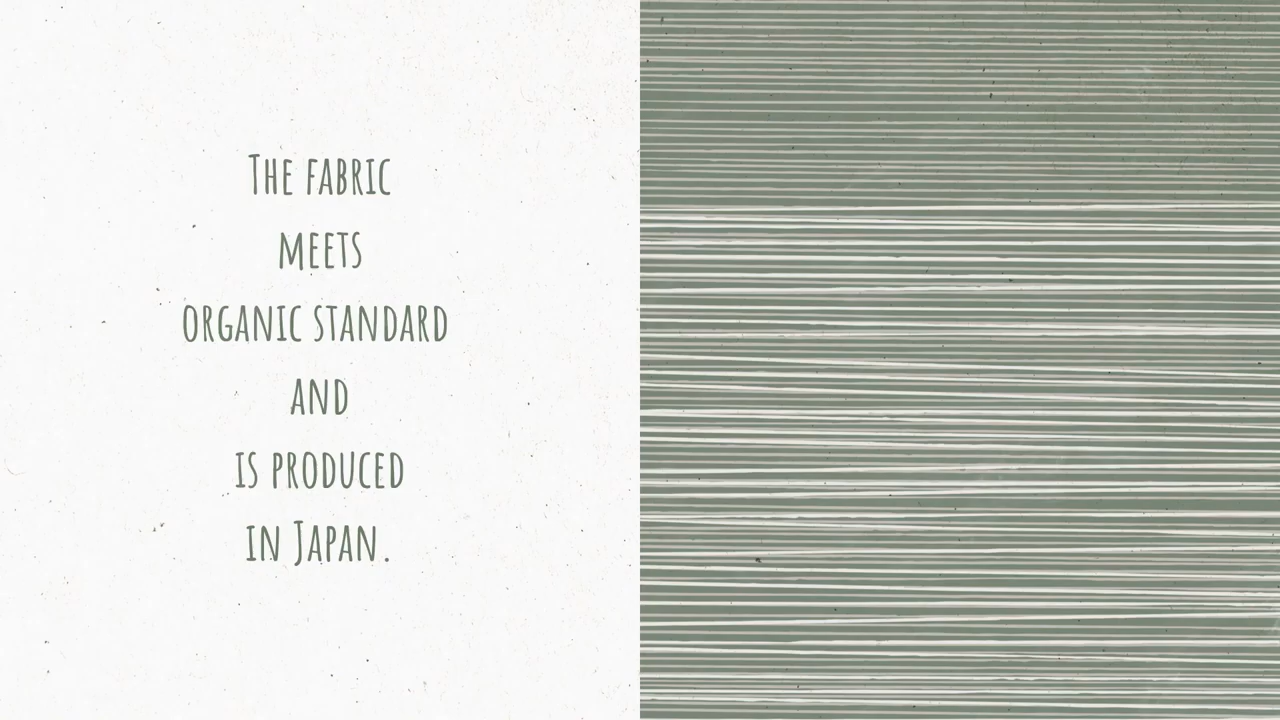 The fabric
meets
organic standard
and
is produced
in Japan.